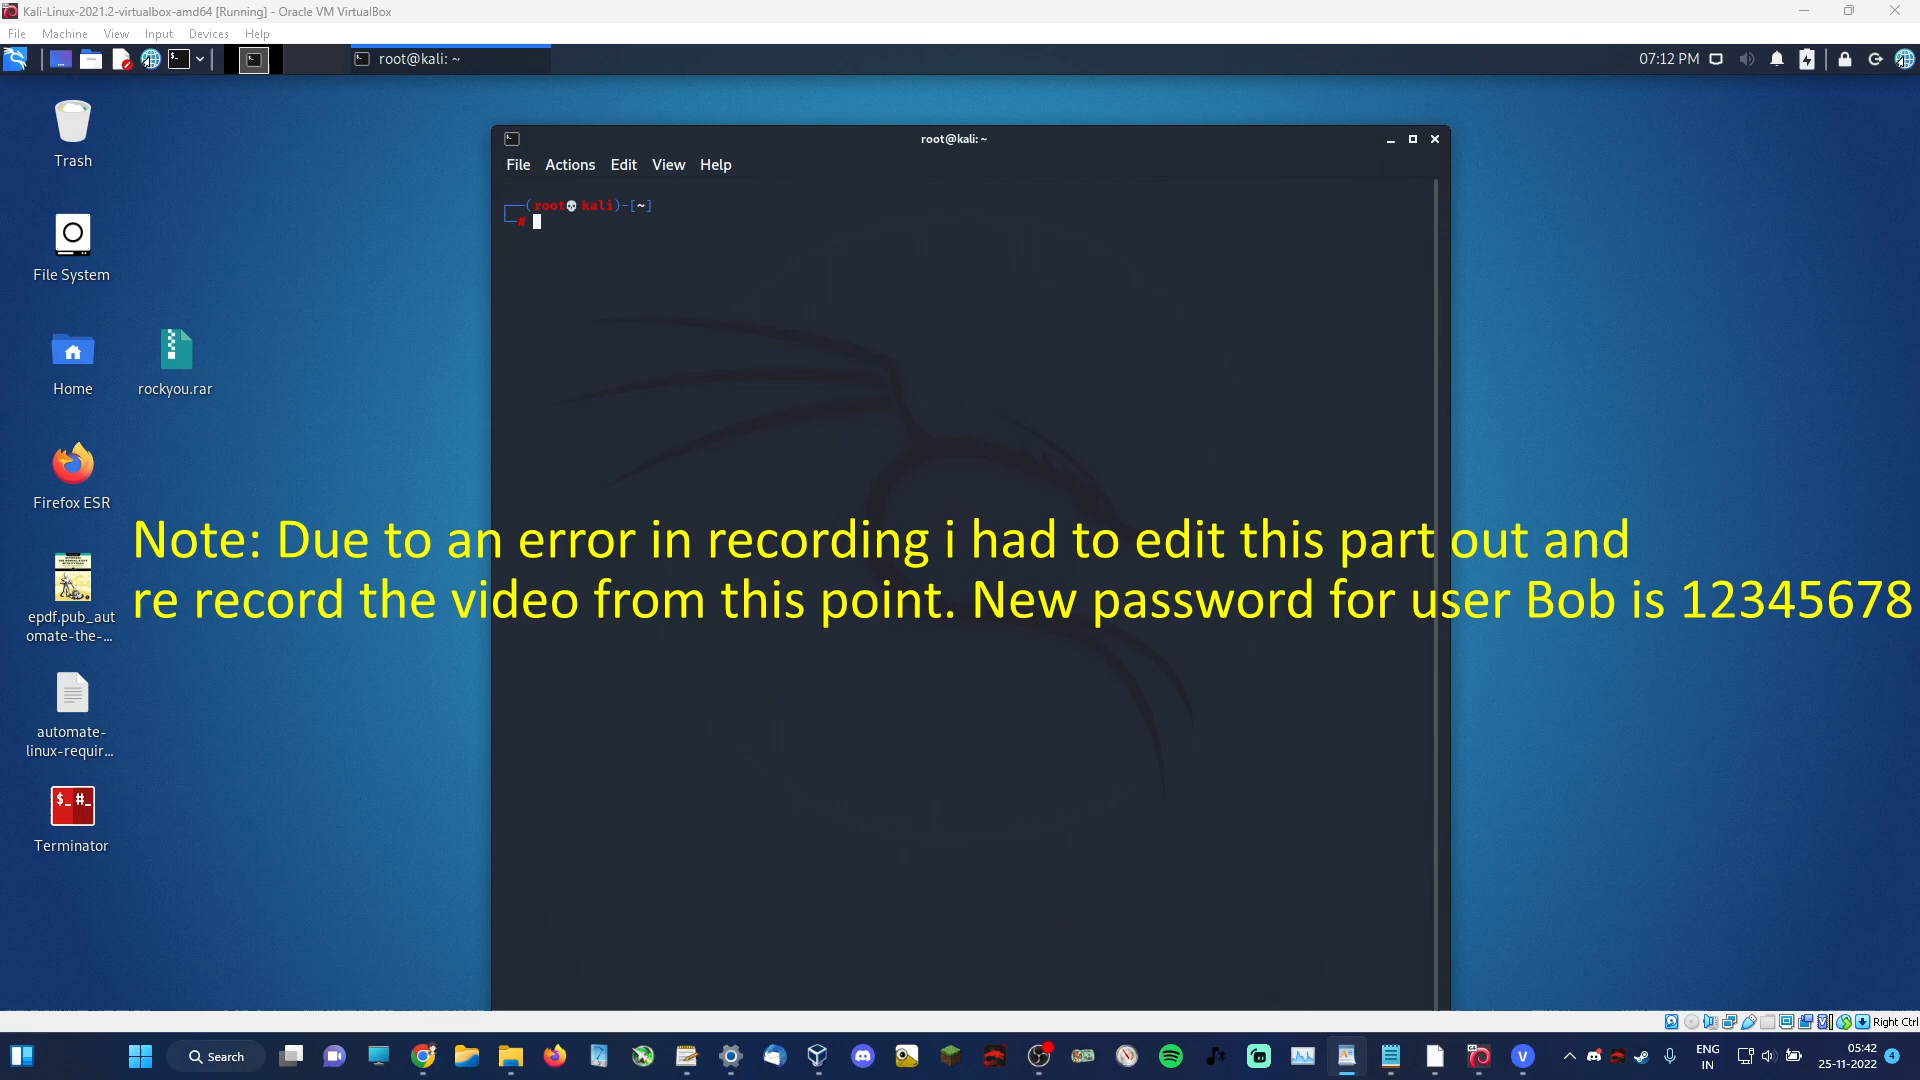 Kali-Linux-2021.2-virtualbox-amd64 [Running] - Oracle VM VirtualBox
File Machine View Input Devices Help
root@kali: ~
07:12 PM
Trash
File System
Home
rockyou.rar
Firefox ESR
epdf.pub_aut
omate-the-...
automate-
linux-requir...
Terminator
root@kali: ~
File Actions Edit View Help
(root💀kali)-[~]
#
Note: Due to an error in recording i had to edit this part out and
re record the video from this point. New password for user Bob is 12345678
Right Ctrl
Search
ENG
IN
05:42
25-11-2022
4